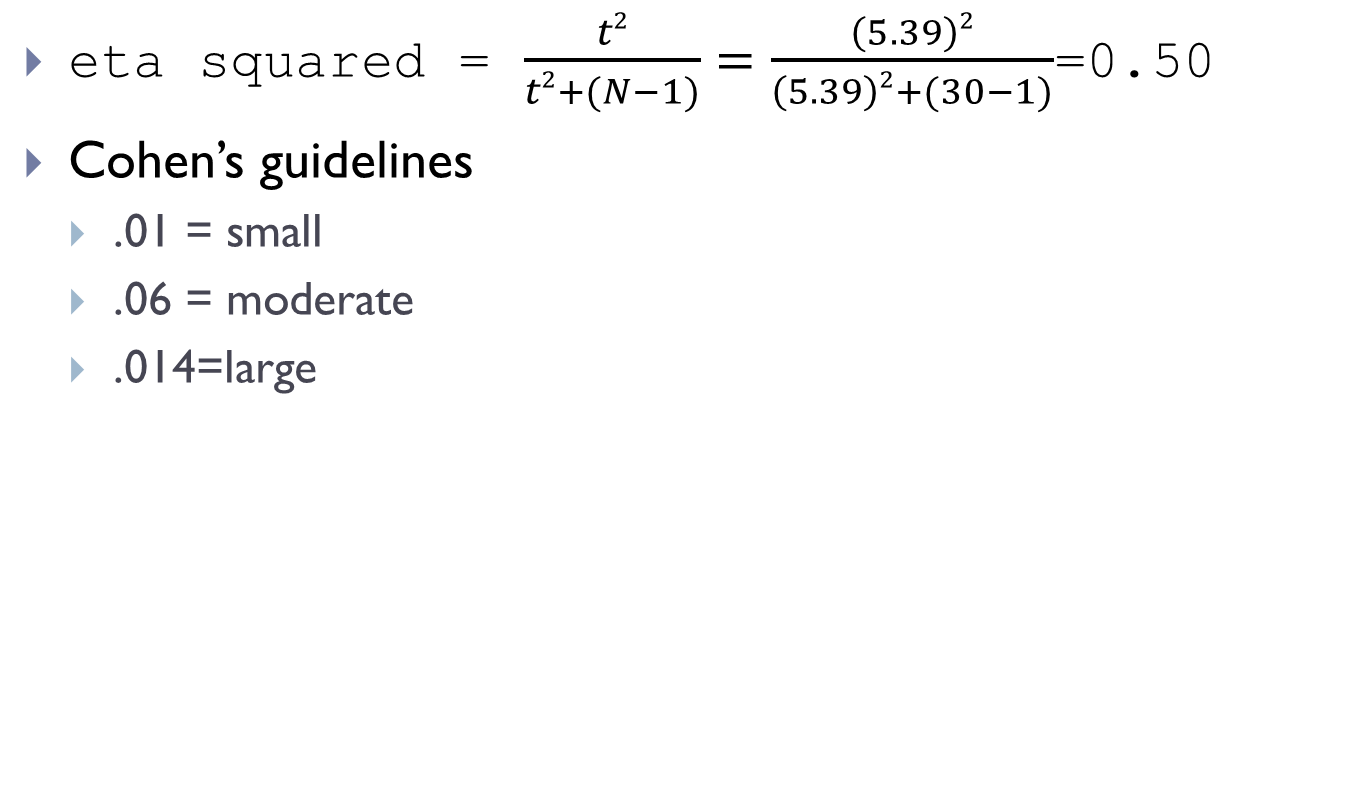 eta squared = t²/t²+(N−1) = (5.39)²/(5.39)²+(30−1) =0.50
Cohen’s guidelines
.01 = small
.06 = moderate
.014=large